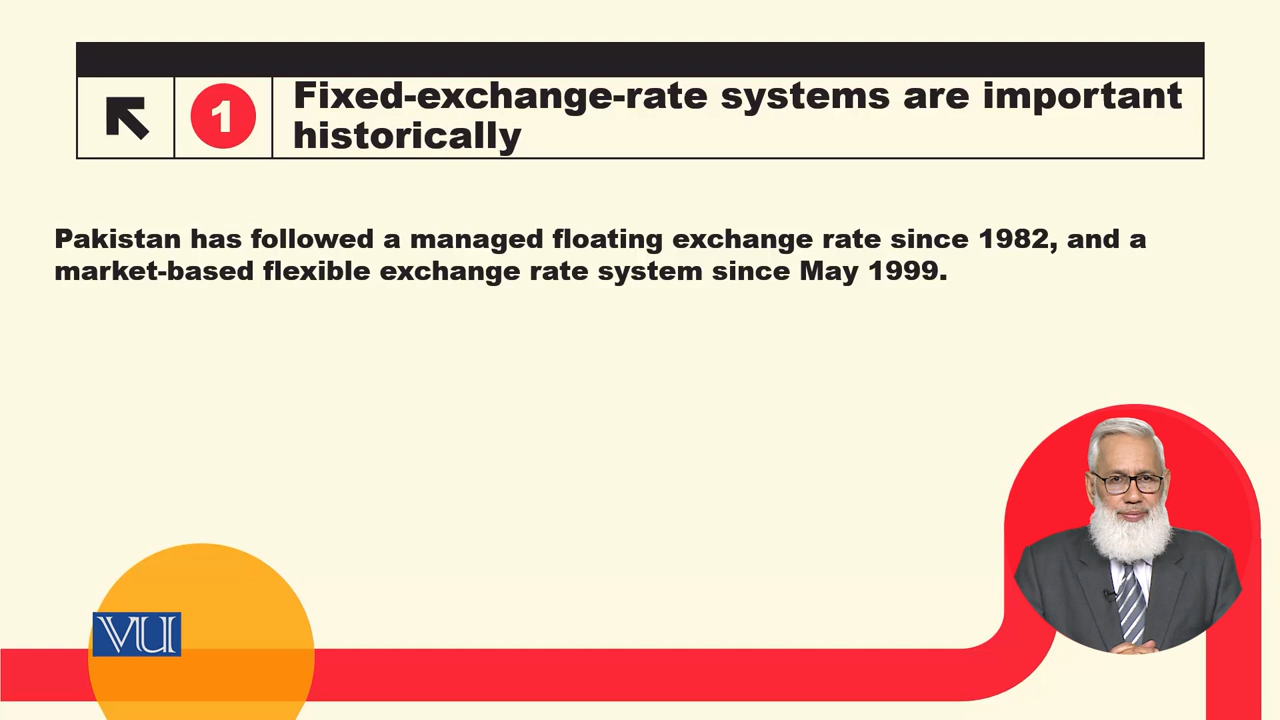 1
Fixed-exchange-rate systems are important
historically
Pakistan has followed a managed floating exchange rate since 1982, and a
market-based flexible exchange rate system since May 1999.
VU